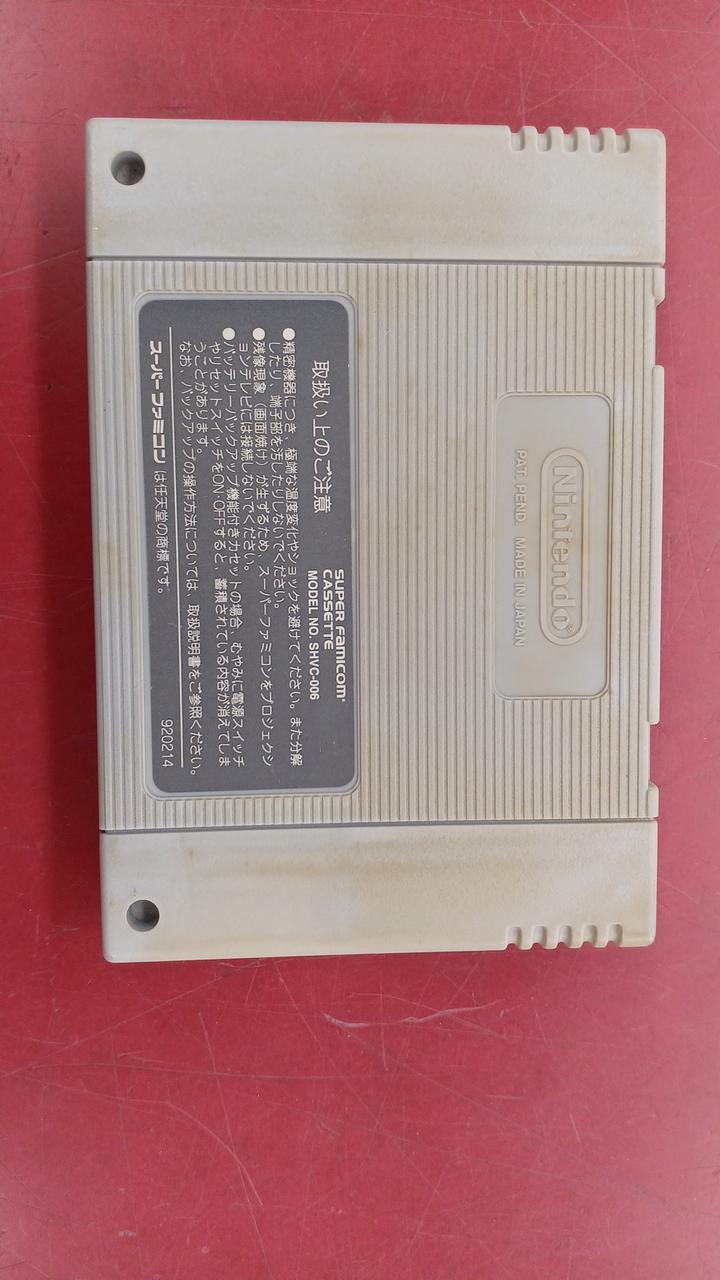 Nintendo®
PAT. PEND. MADE IN JAPAN
SUPER FAMICOM
CASSETTE
MODEL NO. SHVC-006
取扱い上のご注意
●精密機器につき、極端な温度変化やショックを避けてください。また分解
したり、端子部を汚したりしないでください。
●残像現象(画面焼け)が生ずるため、スーパーファミコンをプロジェクシ
ョンテレビには接続しないでください。
●バッテリーバックアップ機能付きカセットの場合、むやみに電源スイッチ
やリセットスイッチをON・OFFすると、蓄積されている内容が消えてしま
うことがあります。
なお、バックアップの操作方法については、取扱説明書をご参照ください。
スーパーファミコン は任天堂の商標です。
920214